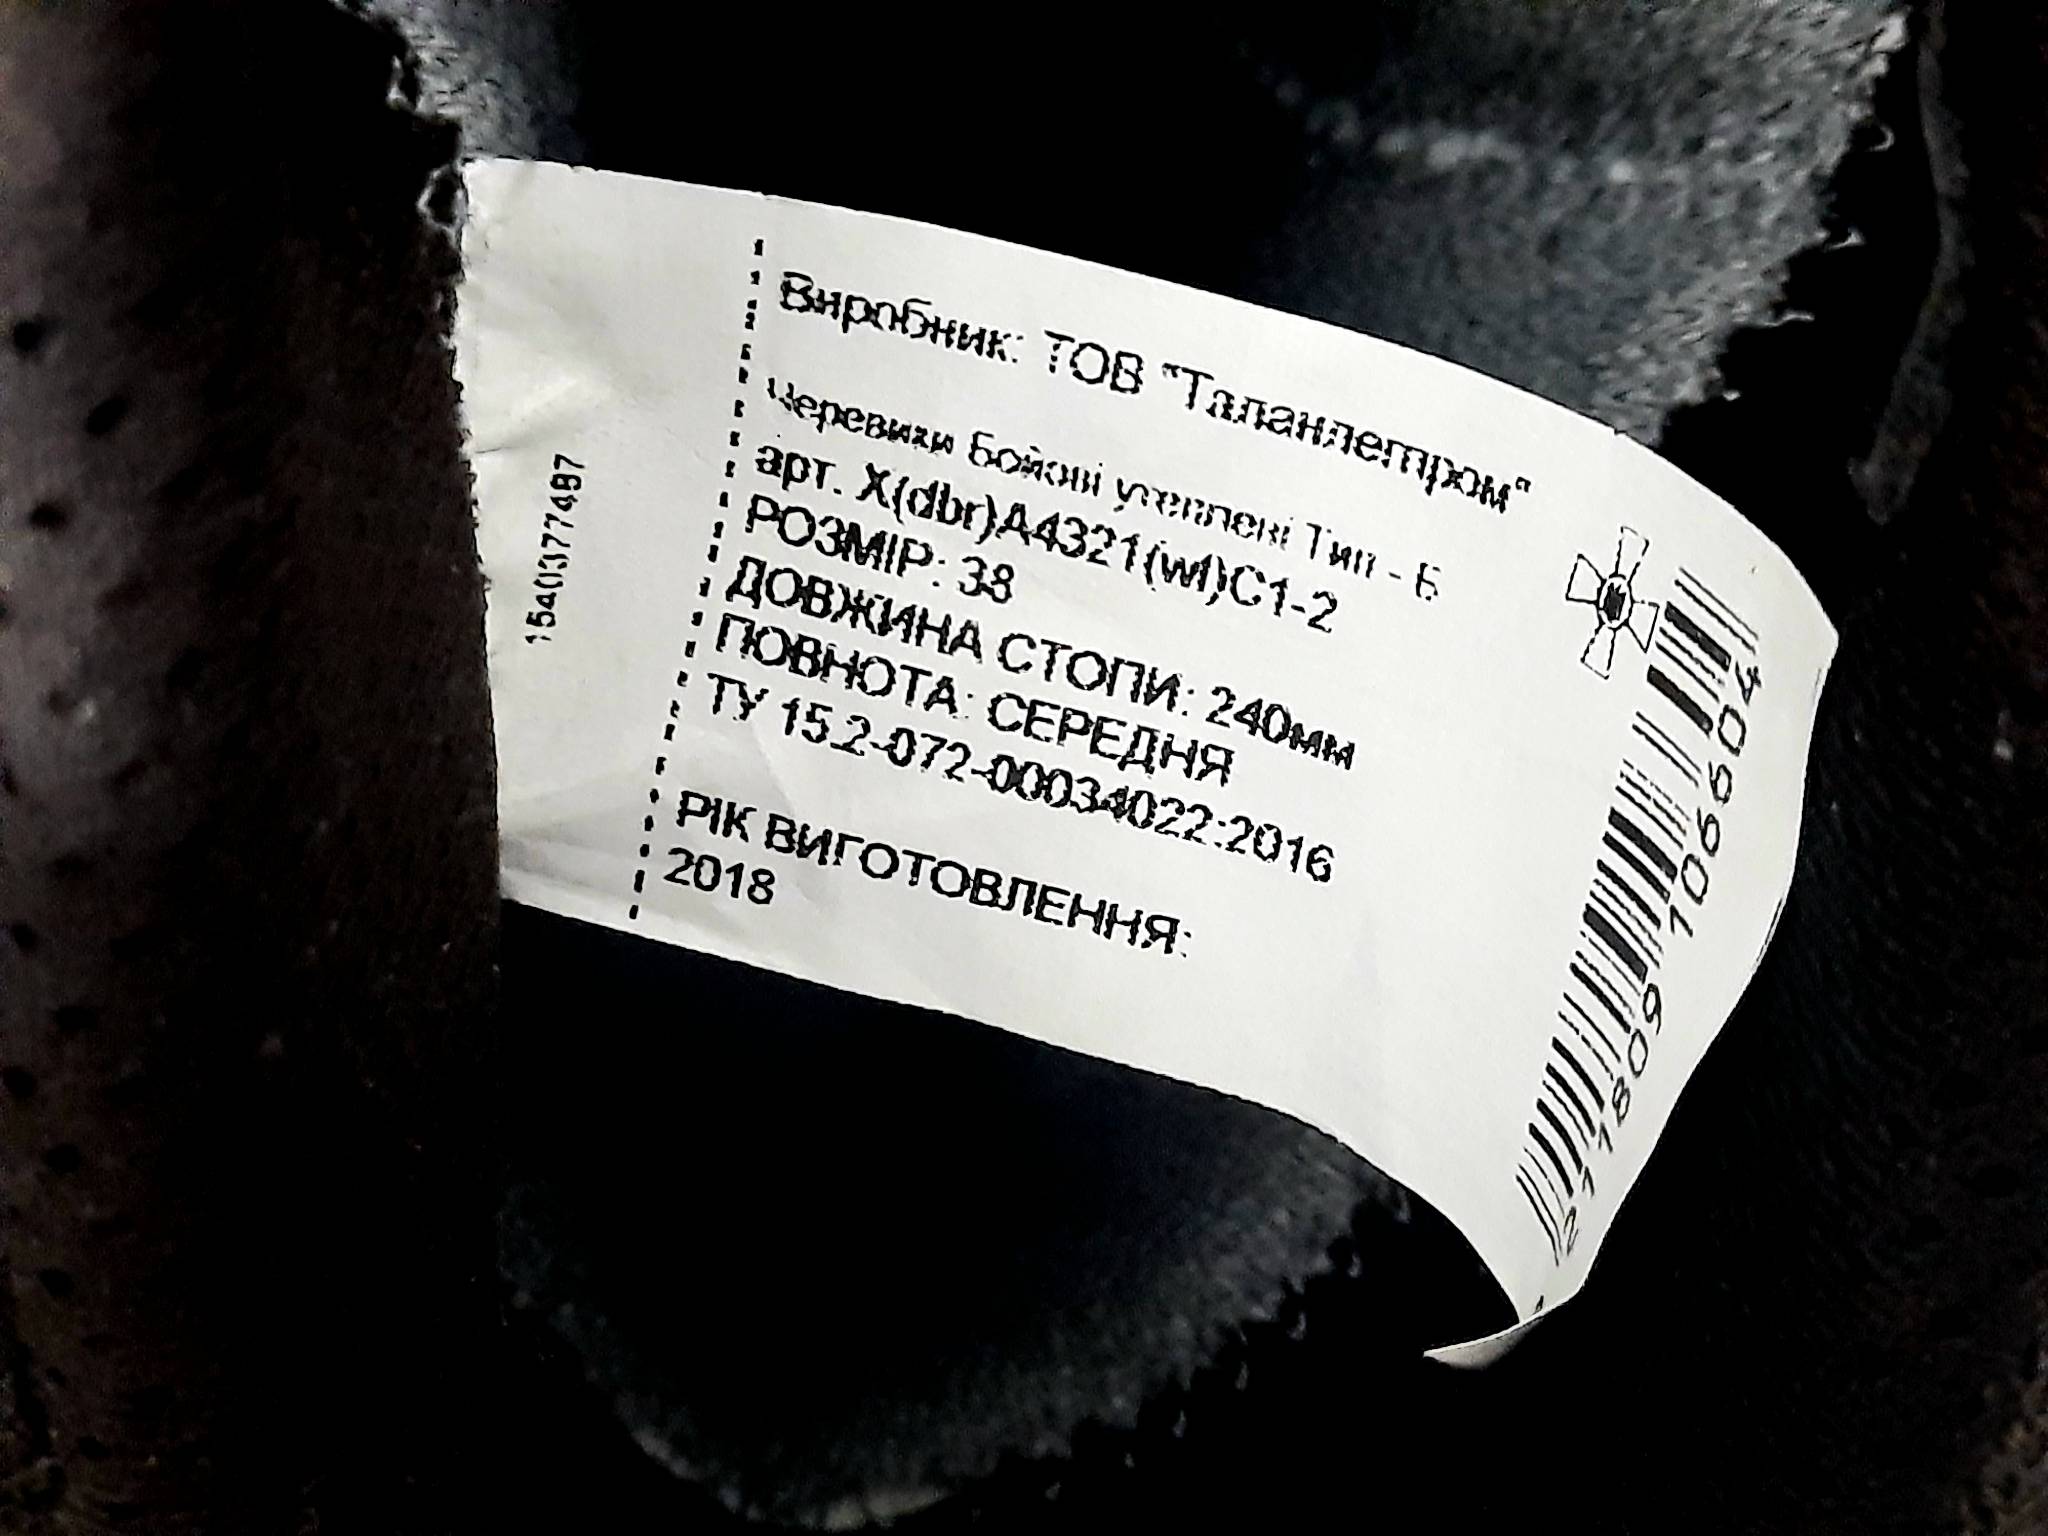 1540377487
Виробник: ТОВ "Таланлегпром"
Черевики Бойові утеплені Тип - Б
арт. X(dbr)A4321(wl)C1-2
РОЗМІР: 38
ДОВЖИНА СТОПИ: 240мм
ПОВНОТА: СЕРЕДНЯ
ТУ 15.2-072-00034022:2016
РІК ВИГОТОВЛЕННЯ:
2018